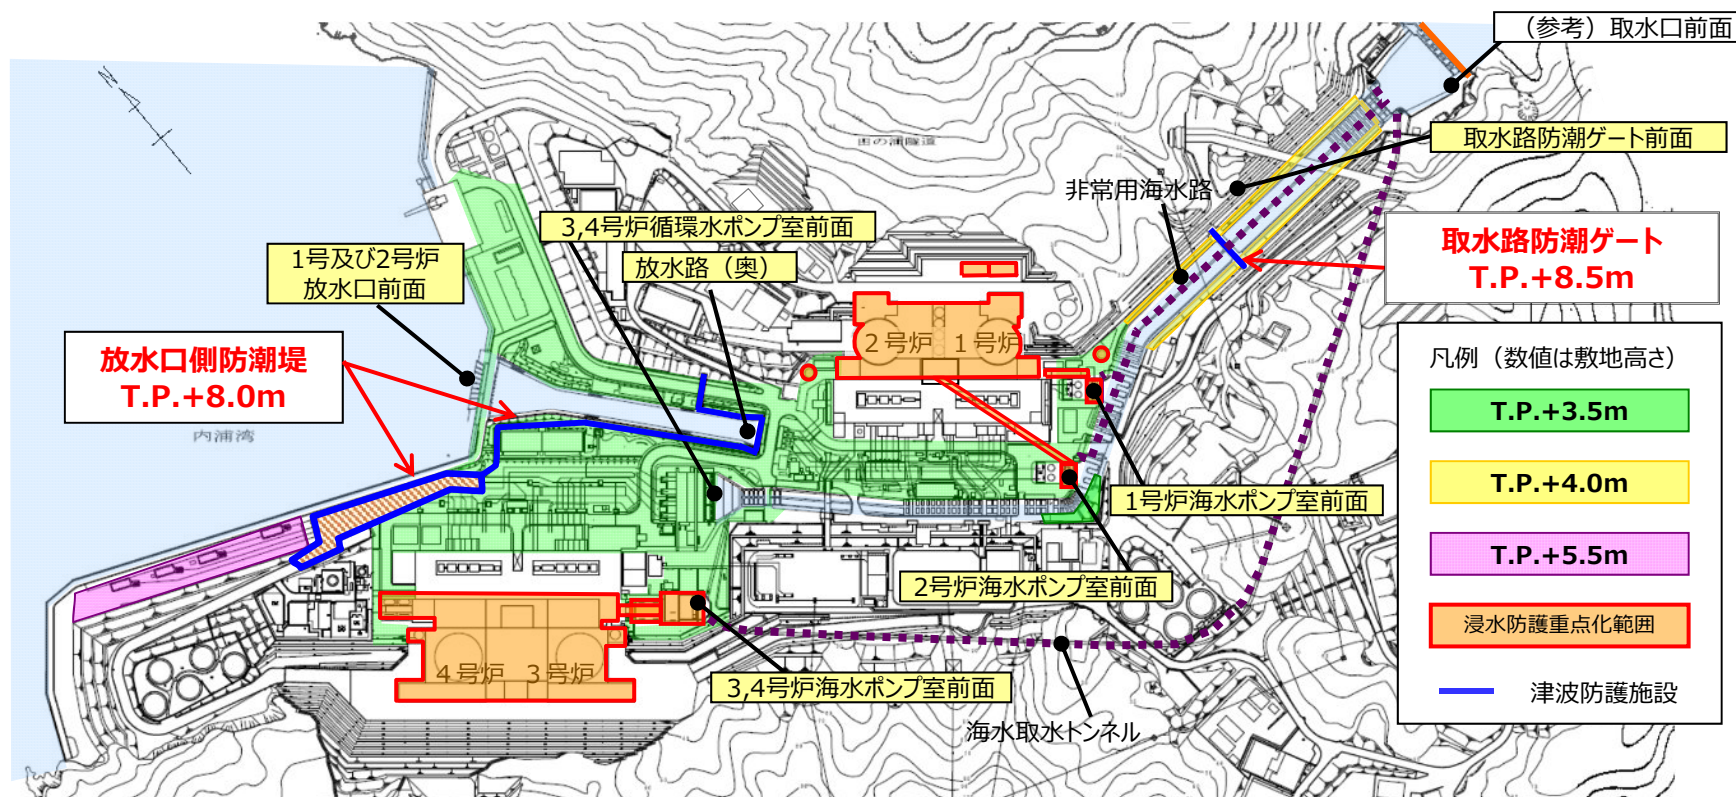 (参考)取水口前面
取水路防潮ゲート前面
田の浦隧道
非常用海水路
3,4号炉循環水ポンプ室前面
放水路(奥)
1号及び2号炉
放水口前面
取水路防潮ゲート
T.P.+8.5m
放水口側防潮堤
T.P.+8.0m
内浦湾
2号炉 1号炉
凡例(数値は敷地高さ)
T.P.+3.5m
T.P.+4.0m
T.P.+5.5m
浸水防護重点化範囲
津波防護施設
1号炉海水ポンプ室前面
2号炉海水ポンプ室前面
4号炉 3号炉
3,4号炉海水ポンプ室前面
海水取水トンネル